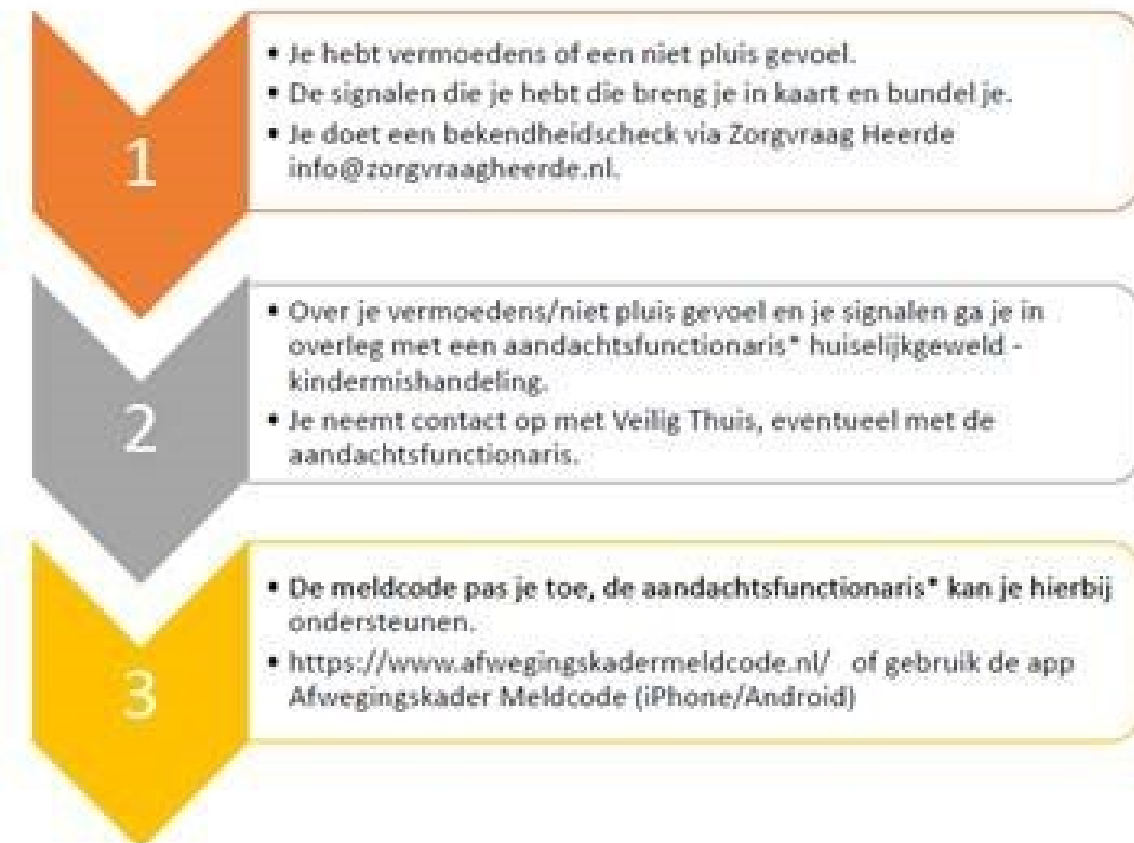 1
• Je hebt vermoedens of een niet pluis gevoel.
• De signalen die je hebt die breng je in kaart en bundel je.
• Je doet een bekendheidscheck via Zorgvraag Heerde
info@zorgvraagheerde.nl.
2
• Over je vermoedens/niet pluis gevoel en je signalen ga je in
overleg met een aandachtsfunctionaris* huiselijkgeweld -
kindermishandeling.
• Je neemt contact op met Veilig Thuis, eventueel met de
aandachtsfunctionaris.
3
• De meldcode pas je toe, de aandachtsfunctionaris* kan je hierbij
ondersteunen.
• https://www.afwegingskadermeldcode.nl/ of gebruik de app
Afwegingskader Meldcode (iPhone/Android)